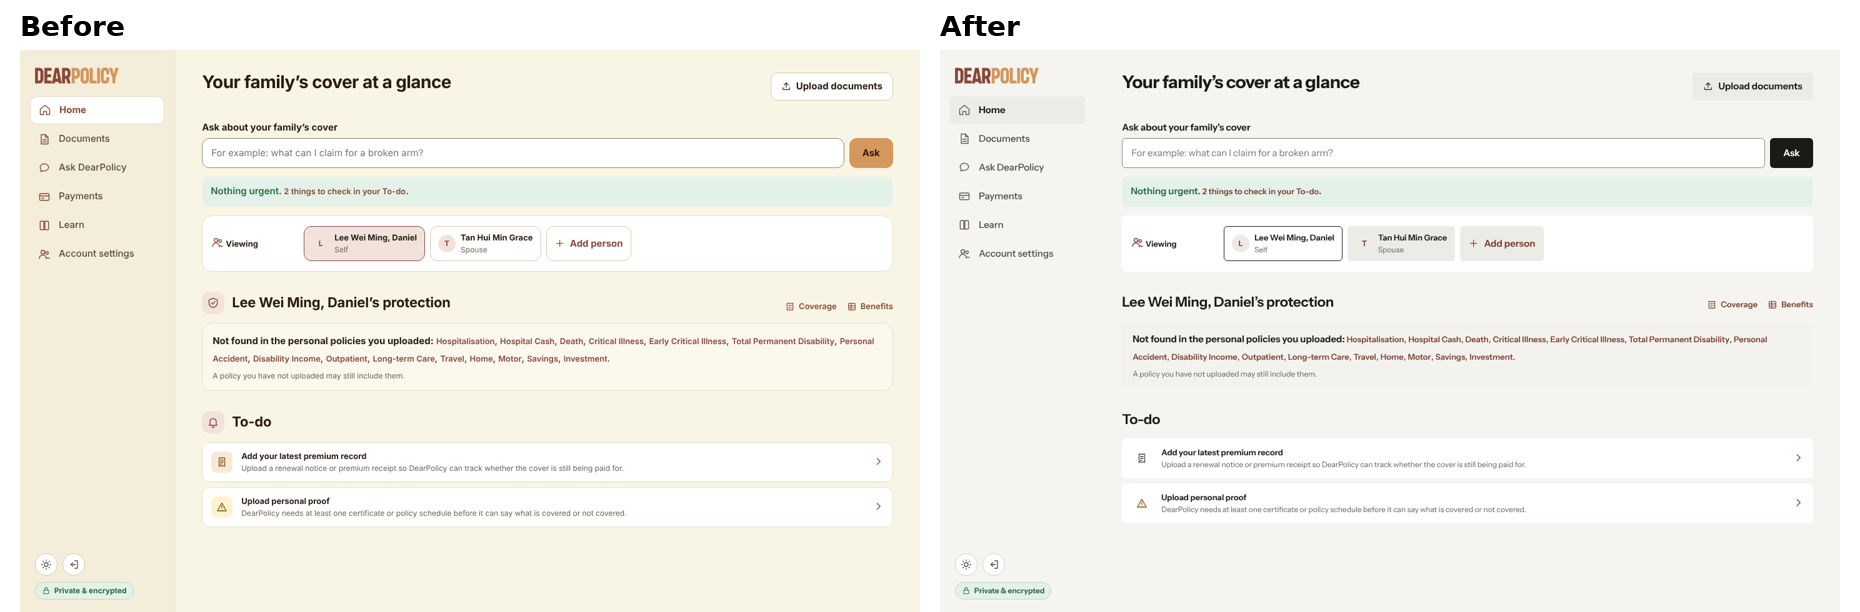 Before
DEARPOLICY
Home
Documents
Ask DearPolicy
Payments
Learn
Account settings
Private & encrypted
Your family's cover at a glance
Upload documents
Ask about your family's cover
For example: what can I claim for a broken arm?
Ask
Nothing urgent. 2 things to check in your To-do.
Viewing
L
Lee Wei Ming, Daniel
Self
T
Tan Hui Min Grace
Spouse
Add person
Lee Wei Ming, Daniel's protection
Coverage
Benefits
Not found in the personal policies you uploaded: Hospitalisation, Hospital Cash, Death, Critical Illness, Early Critical Illness, Total Permanent Disability, Personal
Accident, Disability Income, Outpatient, Long-term Care, Travel, Home, Motor, Savings, Investment.
A policy you have not uploaded may still include them.
To-do
Add your latest premium record
Upload a renewal notice or premium receipt so DearPolicy can track whether the cover is still being paid for.
Upload personal proof
DearPolicy needs at least one certificate or policy schedule before it can say what is covered or not covered.
After
DEARPOLICY
Home
Documents
Ask DearPolicy
Payments
Learn
Account settings
Private & encrypted
Your family's cover at a glance
Upload documents
Ask about your family's cover
For example: what can I claim for a broken arm?
Ask
Nothing urgent. 2 things to check in your To-do.
Viewing
L
Lee Wei Ming, Daniel
Self
T
Tan Hui Min Grace
Spouse
Add person
Lee Wei Ming, Daniel's protection
Coverage
Benefits
Not found in the personal policies you uploaded: Hospitalisation, Hospital Cash, Death, Critical Illness, Early Critical Illness, Total Permanent Disability, Personal
Accident, Disability Income, Outpatient, Long-term Care, Travel, Home, Motor, Savings, Investment.
A policy you have not uploaded may still include them.
To-do
Add your latest premium record
Upload a renewal notice or premium receipt so DearPolicy can track whether the cover is still being paid for.
Upload personal proof
DearPolicy needs at least one certificate or policy schedule before it can say what is covered or not covered.